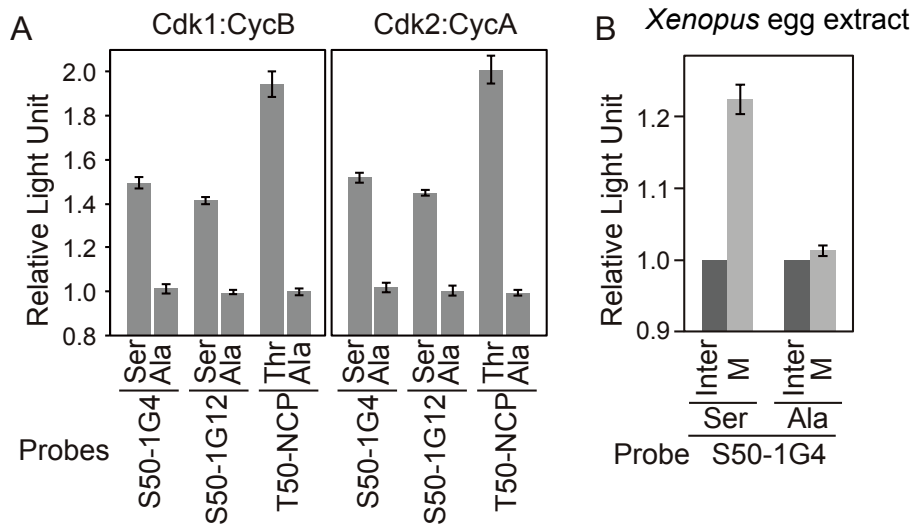 A
Cdk1:CycB
Cdk2:CycA
Relative Light Unit
2.0
1.8
1.6
1.4
1.2
1.0
0.8
Ser
Ala
Ser
Ala
Thr
Ala
Ser
Ala
Ser
Ala
Thr
Ala
Probes
S50-1G4
S50-1G12
T50-NCP
S50-1G4
S50-1G12
T50-NCP
B
Xenopus egg extract
Relative Light Unit
1.2
1.1
1.0
0.9
Inter
M
Inter
M
Ser
Ala
Probe S50-1G4